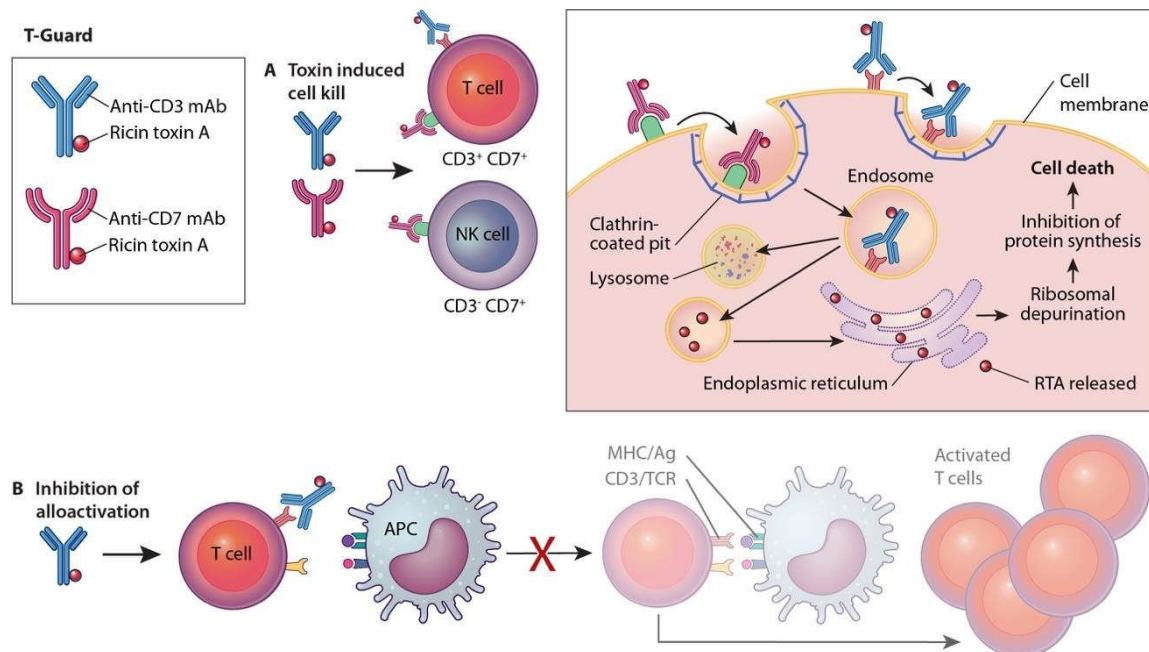 T-Guard
Anti-CD3 mAb
Ricin toxin A
Anti-CD7 mAb
Ricin toxin A
A Toxin induced
cell kill
T cell
CD3⁺ CD7⁺
NK cell
CD3⁻ CD7⁺
Cell
membrane
Clathrin-
coated pit
Endosome
Lysosome
Cell death
Inhibition of
protein synthesis
Ribosomal
depurination
Endoplasmic reticulum
RTA released
B Inhibition of
alloactivation
T cell
APC
X
MHC/Ag
CD3/TCR
Activated
T cells